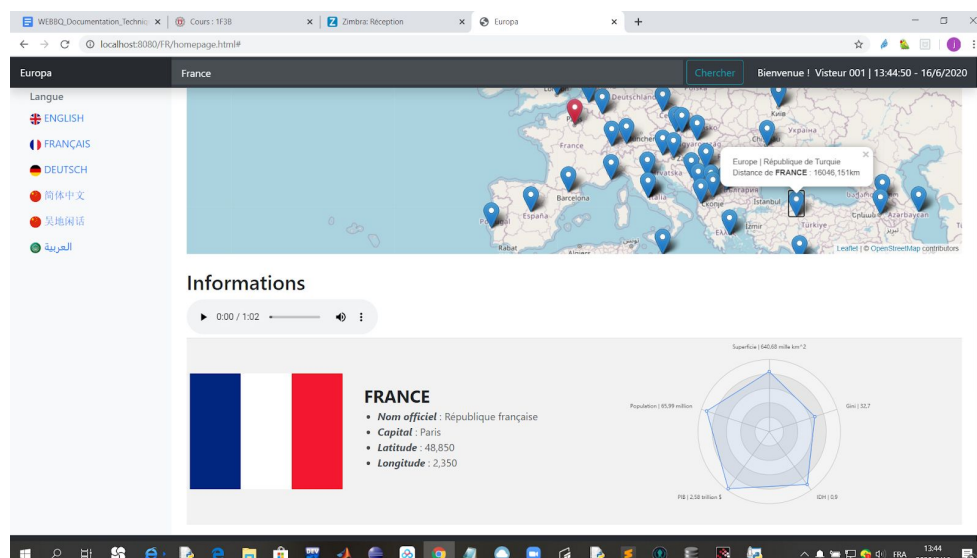 WEBBQ_Documentation_Techniq
Cours : 1F3B
Zimbra: Réception
Europa
localhost:8080/FR/homepage.html#
Europa
France
Chercher
Bienvenue ! Visteur 001 | 13:44:50 - 16/6/2020
Langue
ENGLISH
FRANÇAIS
DEUTSCH
简体中文
吴地闲话
العربية
Deutschland
Київ
Україна
France
Barcelona
España
Rabat
Italia
Istanbul
İzmir
Türkiye
Azərbaycan
Europe | République de Turquie
Distance de FRANCE : 16046,151km
×
Leaflet | © OpenStreetMap contributors
Informations
0:00 / 1:02
FRANCE
Nom officiel : République française
Capital : Paris
Latitude : 48,850
Longitude : 2,350
Superficie | 640,68 mille km^2
Population | 65,99 million
Gini | 32,7
PIB | 2,58 billion $
IDH | 0,9
FRA
13:44